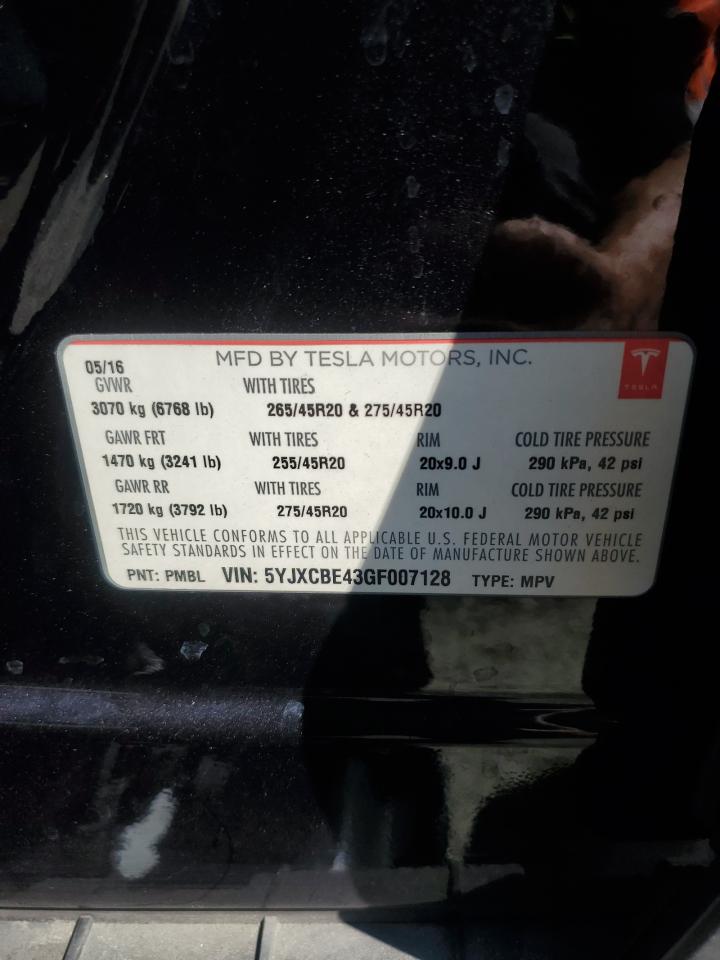 05/16 MFD BY TESLA MOTORS, INC.
TESLA
GVWR WITH TIRES
3070 kg (6768 lb) 265/45R20 & 275/45R20
GAWR FRT WITH TIRES RIM COLD TIRE PRESSURE
1470 kg (3241 lb) 255/45R20 20x9.0 J 290 kPa, 42 psi
GAWR RR WITH TIRES RIM COLD TIRE PRESSURE
1720 kg (3792 lb) 275/45R20 20x10.0 J 290 kPa, 42 psi
THIS VEHICLE CONFORMS TO ALL APPLICABLE U.S. FEDERAL MOTOR VEHICLE
SAFETY STANDARDS IN EFFECT ON THE DATE OF MANUFACTURE SHOWN ABOVE.
PNT: PMBL VIN: 5YJXCBE43GF007128 TYPE: MPV